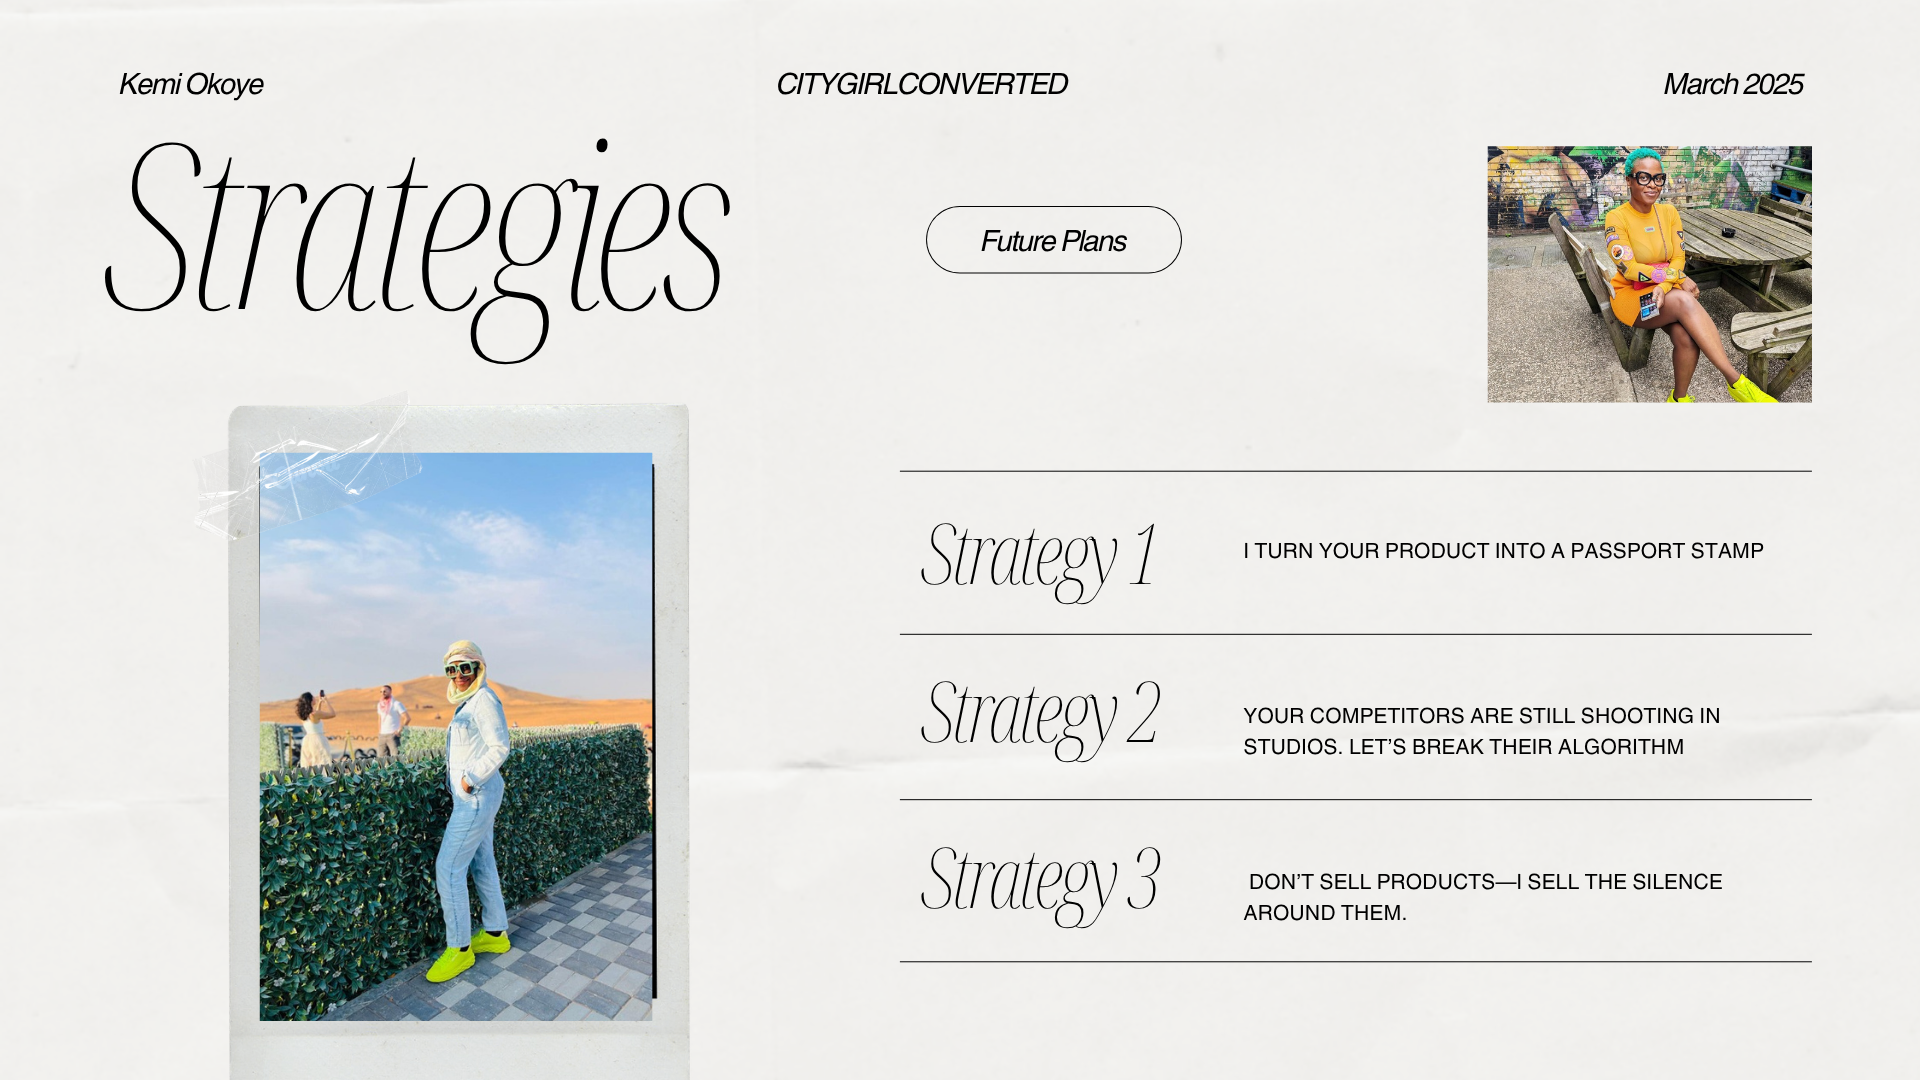 Kemi Okoye
CITYGIRLCONVERTED
March 2025
Strategies
Future Plans
Strategy 1
I TURN YOUR PRODUCT INTO A PASSPORT STAMP
Strategy 2
YOUR COMPETITORS ARE STILL SHOOTING IN
STUDIOS. LET’S BREAK THEIR ALGORITHM
Strategy 3
DON’T SELL PRODUCTS—I SELL THE SILENCE
AROUND THEM.